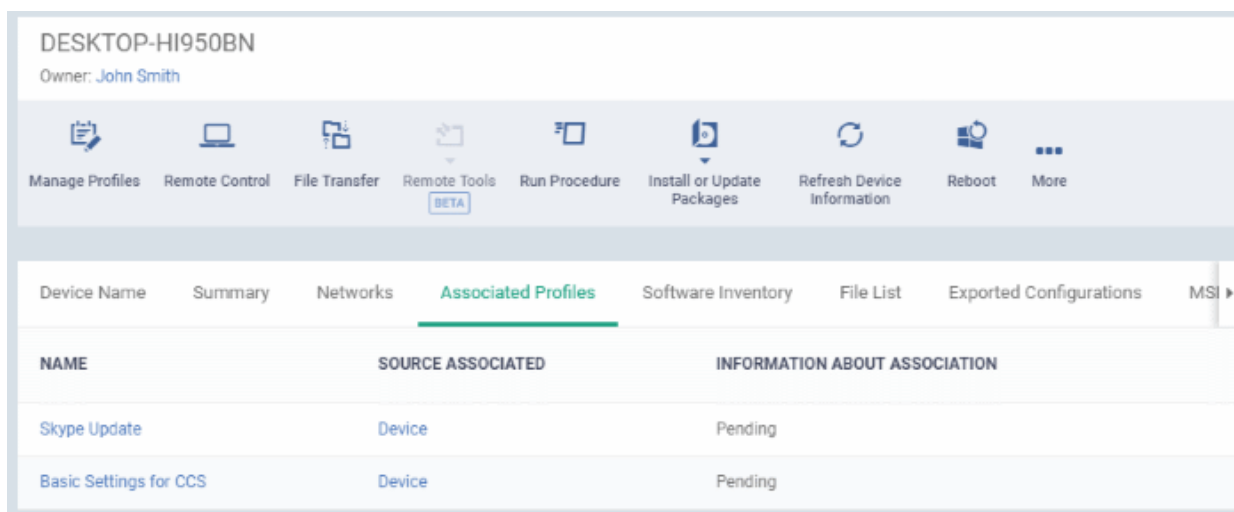 DESKTOP-HI950BN
Owner: John Smith
Manage Profiles Remote Control File Transfer Remote Tools Run Procedure Install or Update Refresh Device Reboot More
BETA Packages Information
Device Name Summary Networks Associated Profiles Software Inventory File List Exported Configurations MSI
NAME SOURCE ASSOCIATED INFORMATION ABOUT ASSOCIATION
Skype Update Device Pending
Basic Settings for CCS Device Pending